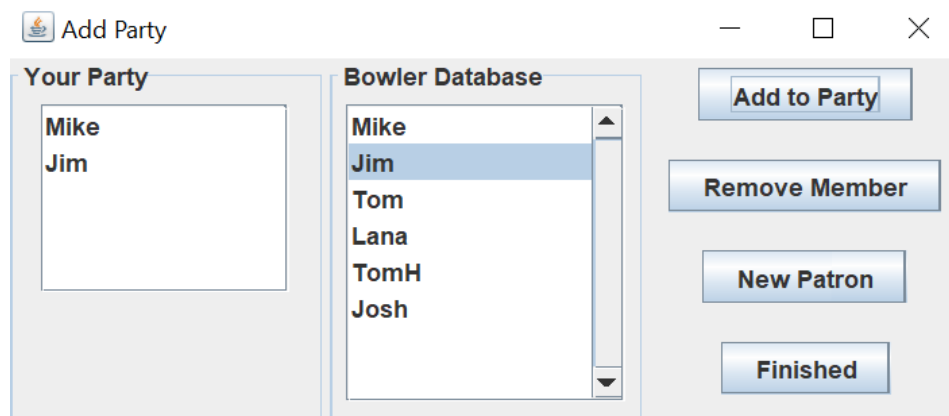 Add Party
Your Party
Mike
Jim
Bowler Database
Mike
Jim
Tom
Lana
TomH
Josh
Add to Party
Remove Member
New Patron
Finished